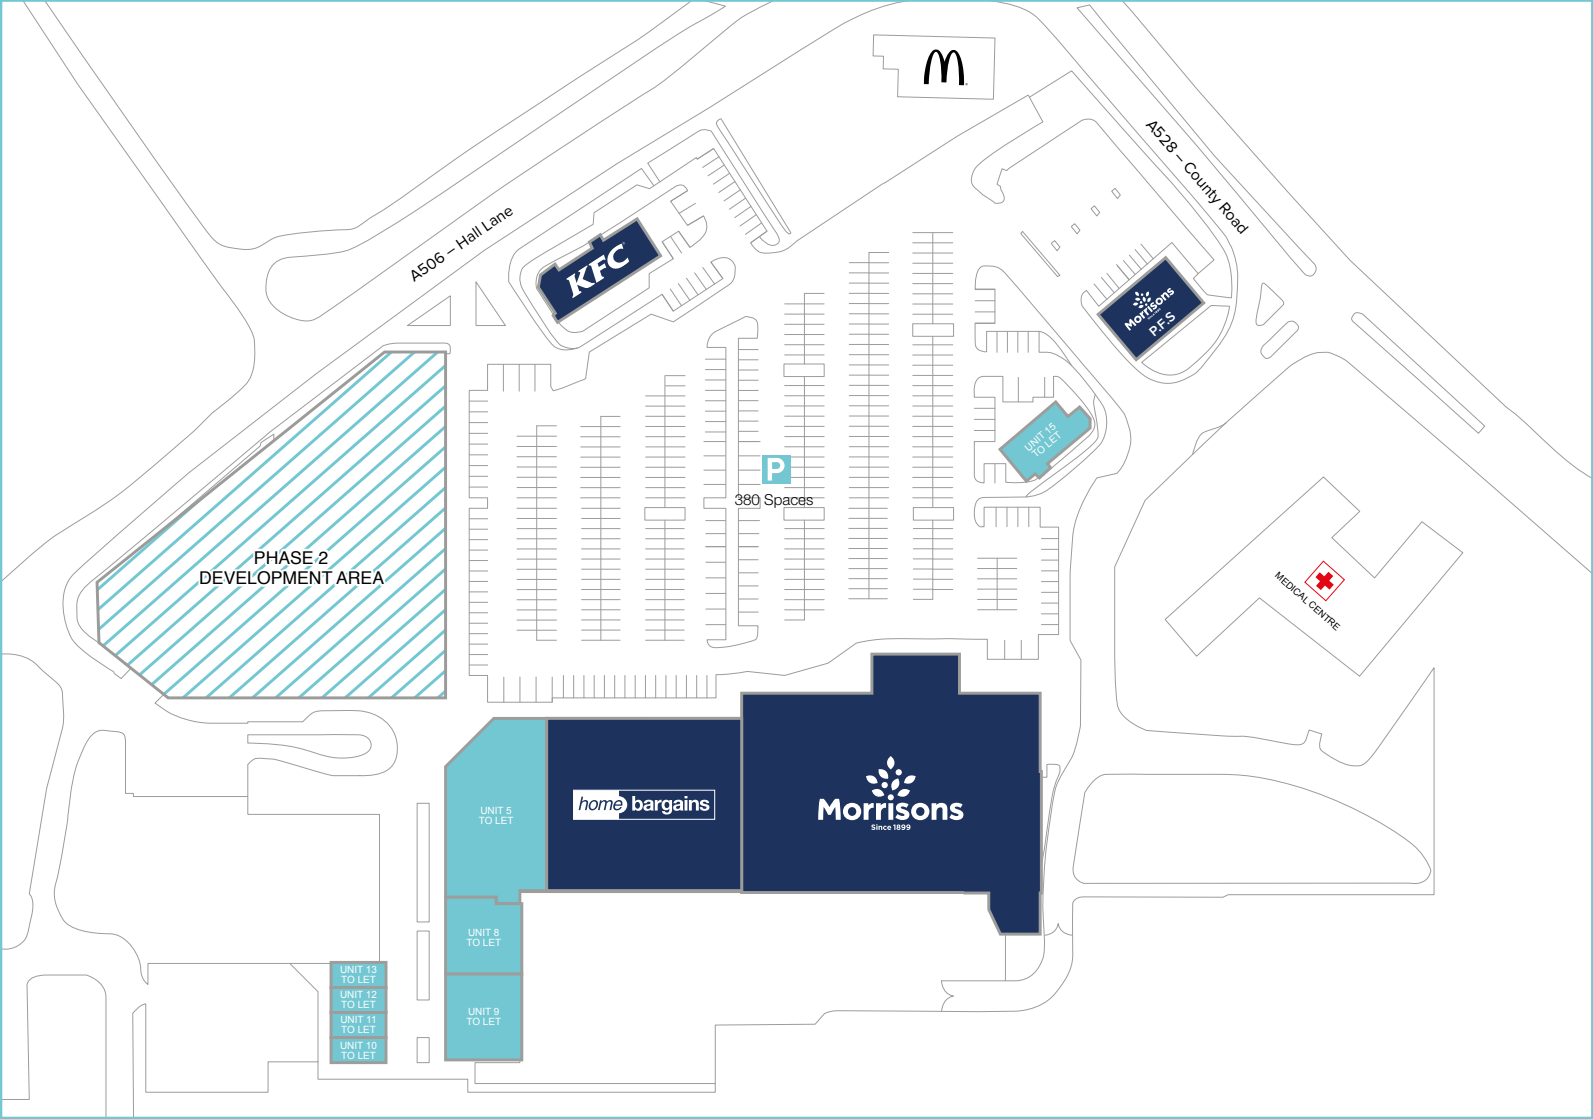 A528 – County Road
A506 – Hall Lane
KFC
Morrisons
P.F.S
UNIT 15
TO LET
P
380 Spaces
PHASE 2
DEVELOPMENT AREA
MEDICAL CENTRE
UNIT 5
TO LET
home bargains
Morrisons
Since 1899
UNIT 8
TO LET
UNIT 13
TO LET
UNIT 12
TO LET
UNIT 11
TO LET
UNIT 10
TO LET
UNIT 9
TO LET